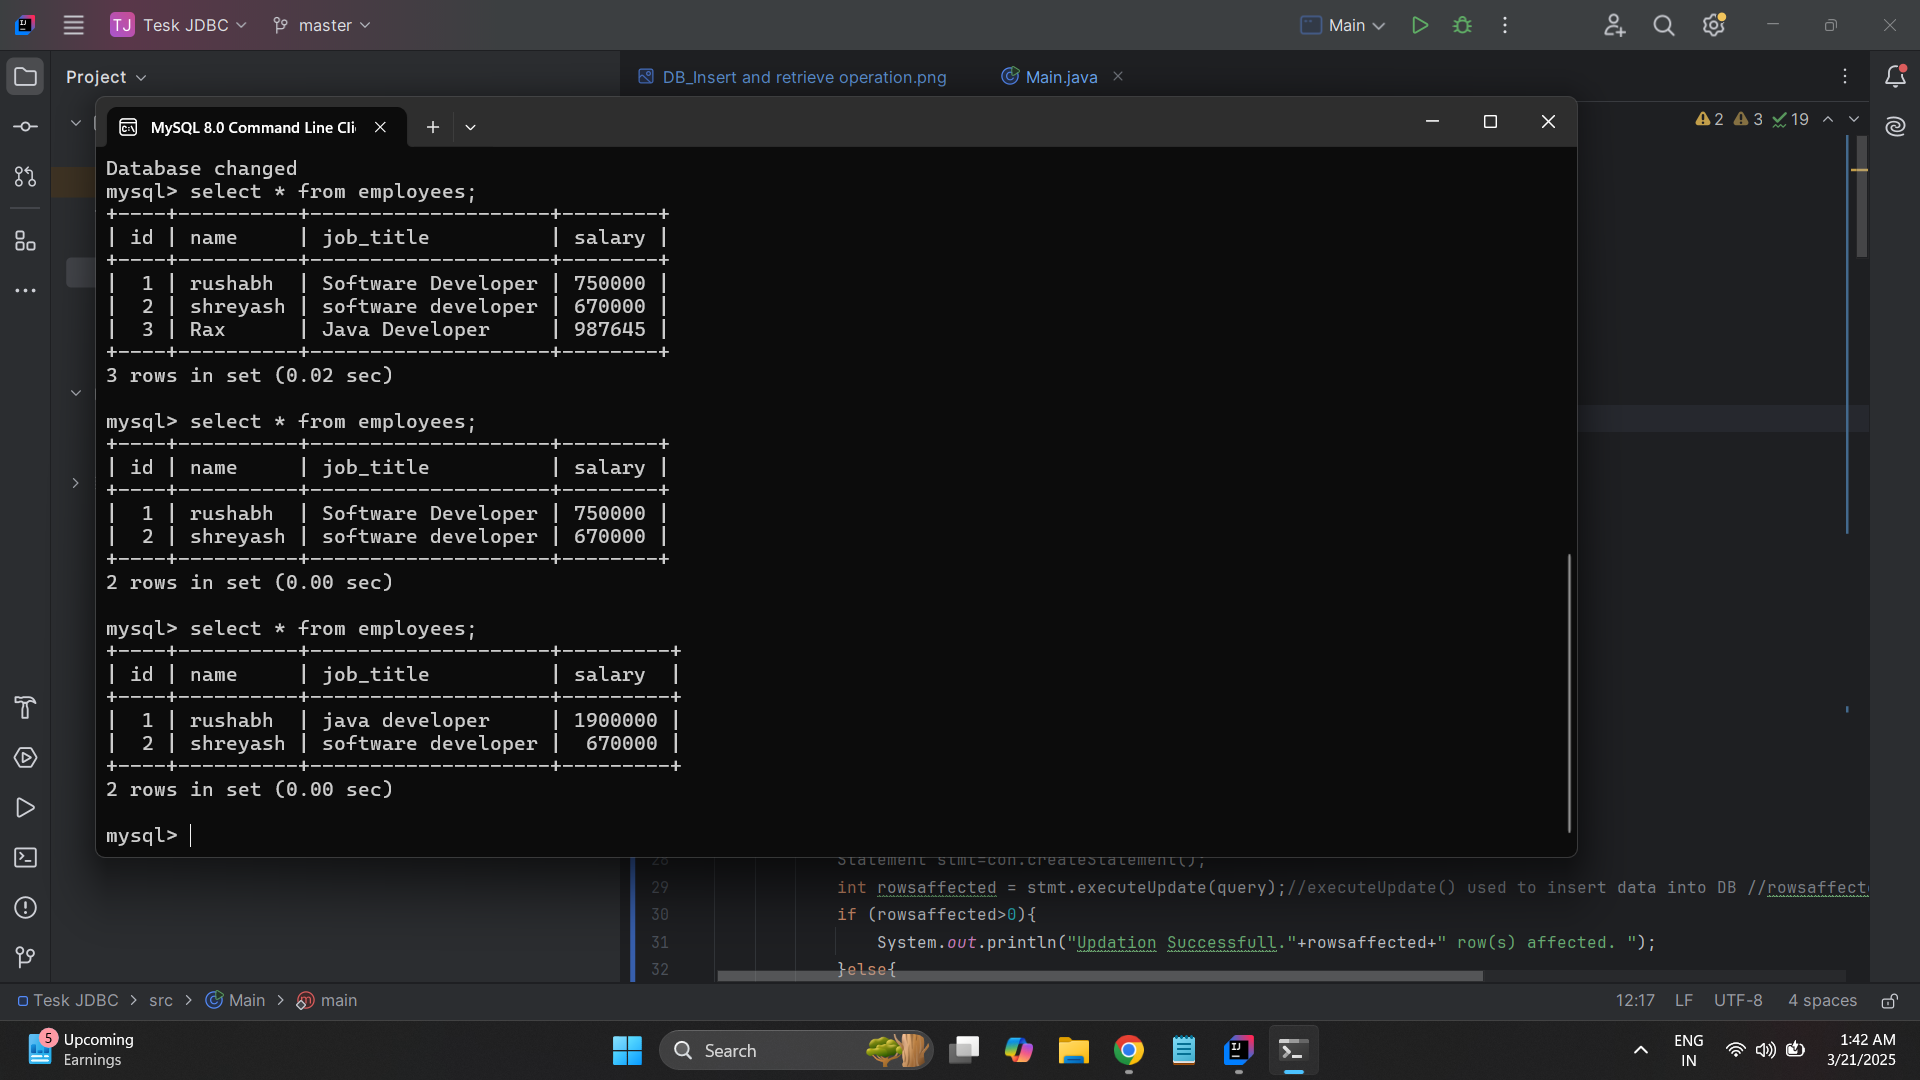 TJ Tesk JDBC master Main
Project DB_Insert and retrieve operation.png Main.java
MySQL 8.0 Command Line Cli
2 3 19
Database changed
mysql> select * from employees;
+----+----------+--------------------+--------+
| id | name     | job_title          | salary |
+----+----------+--------------------+--------+
|  1 | rushabh  | Software Developer | 750000 |
|  2 | shreyash | software developer | 670000 |
|  3 | Rax      | Java Developer     | 987645 |
+----+----------+--------------------+--------+
3 rows in set (0.02 sec)
mysql> select * from employees;
+----+----------+--------------------+--------+
| id | name     | job_title          | salary |
+----+----------+--------------------+--------+
|  1 | rushabh  | Software Developer | 750000 |
|  2 | shreyash | software developer | 670000 |
+----+----------+--------------------+--------+
2 rows in set (0.00 sec)
mysql> select * from employees;
+----+----------+--------------------+---------+
| id | name     | job_title          | salary  |
+----+----------+--------------------+---------+
|  1 | rushabh  | java developer     | 1900000 |
|  2 | shreyash | software developer |  670000 |
+----+----------+--------------------+---------+
2 rows in set (0.00 sec)
mysql>
28 Statement stmt=con.createStatement();
29 int rowsaffected = stmt.executeUpdate(query);//executeUpdate() used to insert data into DB //rowsaffect
30 if (rowsaffected>0){
31 System.out.println("Updation Successfull."+rowsaffected+" row(s) affected. ");
32 }else{
Tesk JDBC > src > Main > main 12:17 LF UTF-8 4 spaces
5 Upcoming
Earnings
Search
ENG
IN
1:42 AM
3/21/2025